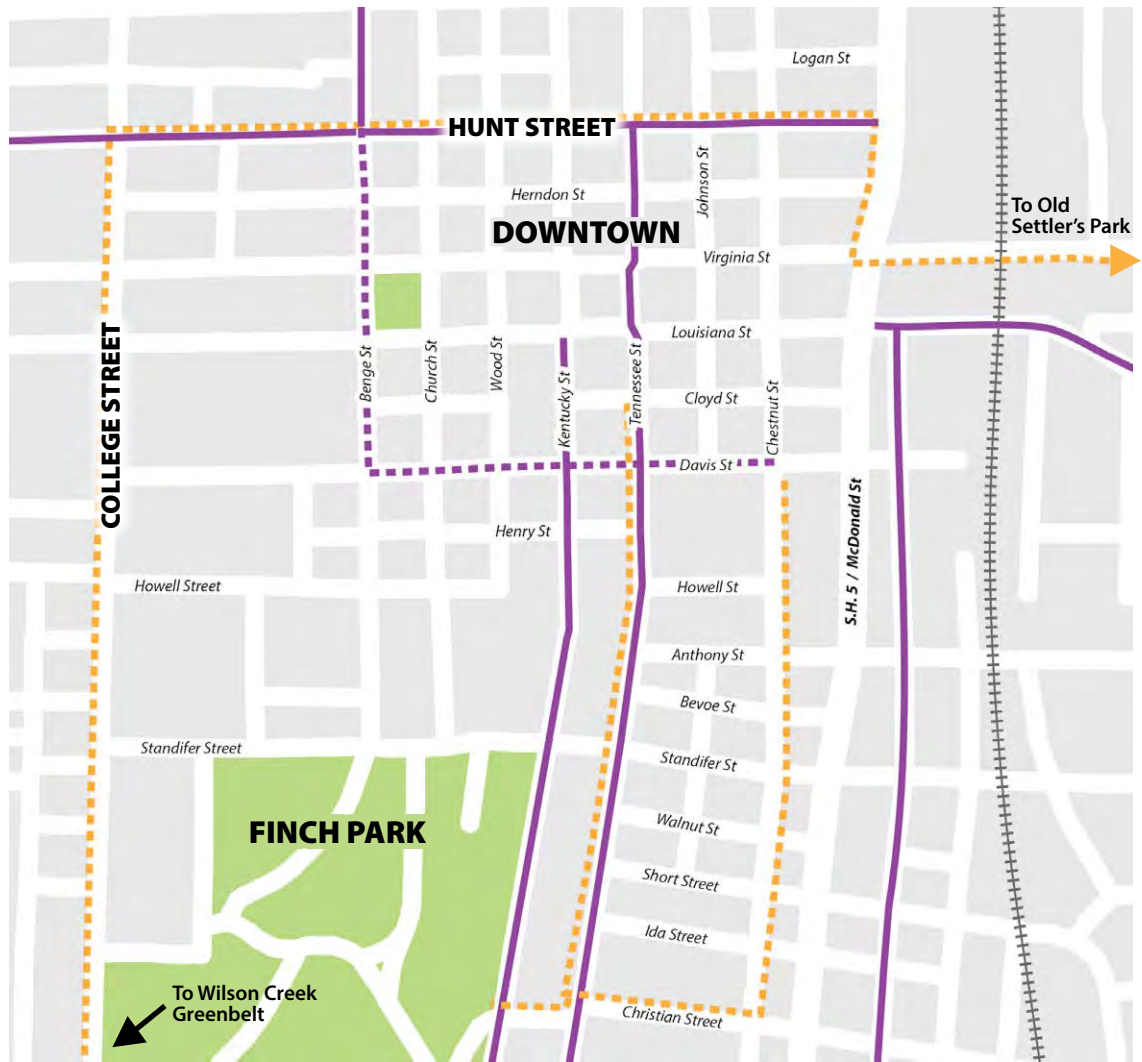 Logan St
HUNT STREET
Johnson St
Herndon St
To Old
Settler's Park
DOWNTOWN
Virginia St
COLLEGE STREET
Louisiana St
Benge St
Church St
Wood St
Kentucky St
Tennessee St
Cloyd St
Chestnut St
Davis St
S.H. 5 / McDonald St
Henry St
Howell Street
Howell St
Anthony St
Bevoe St
Standifer Street
Standifer St
FINCH PARK
Walnut St
Short Street
Ida Street
To Wilson Creek
Greenbelt
Christian Street